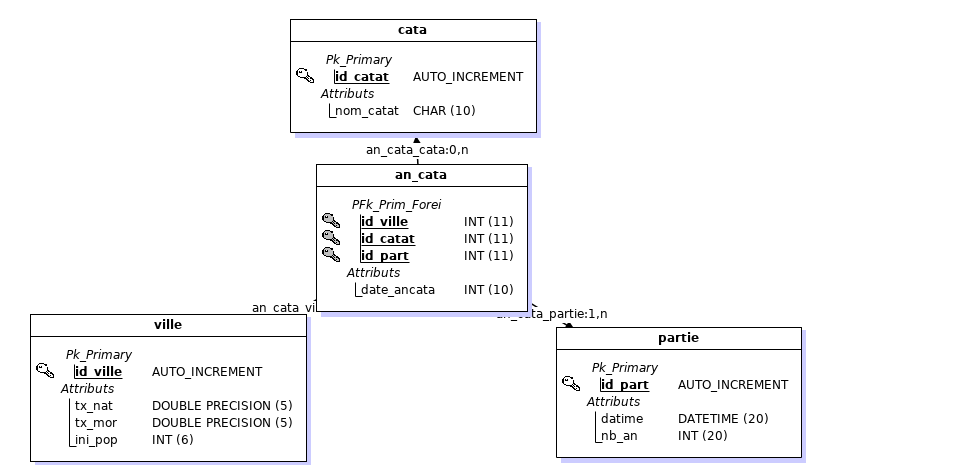 cata
Pk_Primary
id_catat AUTO_INCREMENT
Attributs
nom_catat CHAR (10)
an_cata_cata:0,n
an_cata
PFk_Prim_Forei
id_ville INT (11)
id_catat INT (11)
id_part INT (11)
Attributs
date_ancata INT (10)
an_cata_vi
an_cata_partie:1,n
ville
Pk_Primary
id_ville AUTO_INCREMENT
Attributs
tx_nat DOUBLE PRECISION (5)
tx_mor DOUBLE PRECISION (5)
ini_pop INT (6)
partie
Pk_Primary
id_part AUTO_INCREMENT
Attributs
datime DATETIME (20)
nb_an INT (20)